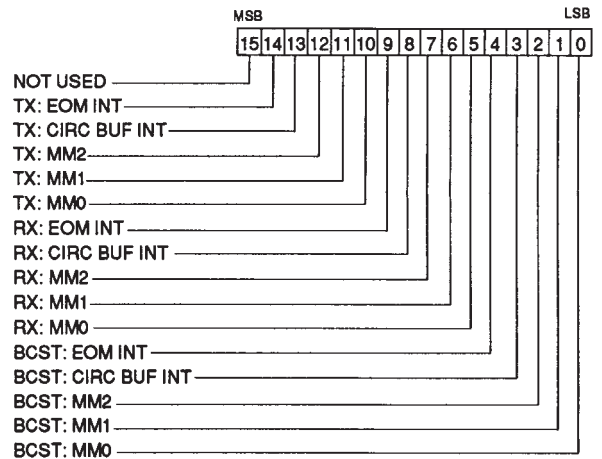 MSB LSB
15 14 13 12 11 10 9 8 7 6 5 4 3 2 1 0
NOT USED
TX: EOM INT
TX: CIRC BUF INT
TX: MM2
TX: MM1
TX: MM0
RX: EOM INT
RX: CIRC BUF INT
RX: MM2
RX: MM1
RX: MM0
BCST: EOM INT
BCST: CIRC BUF INT
BCST: MM2
BCST: MM1
BCST: MM0